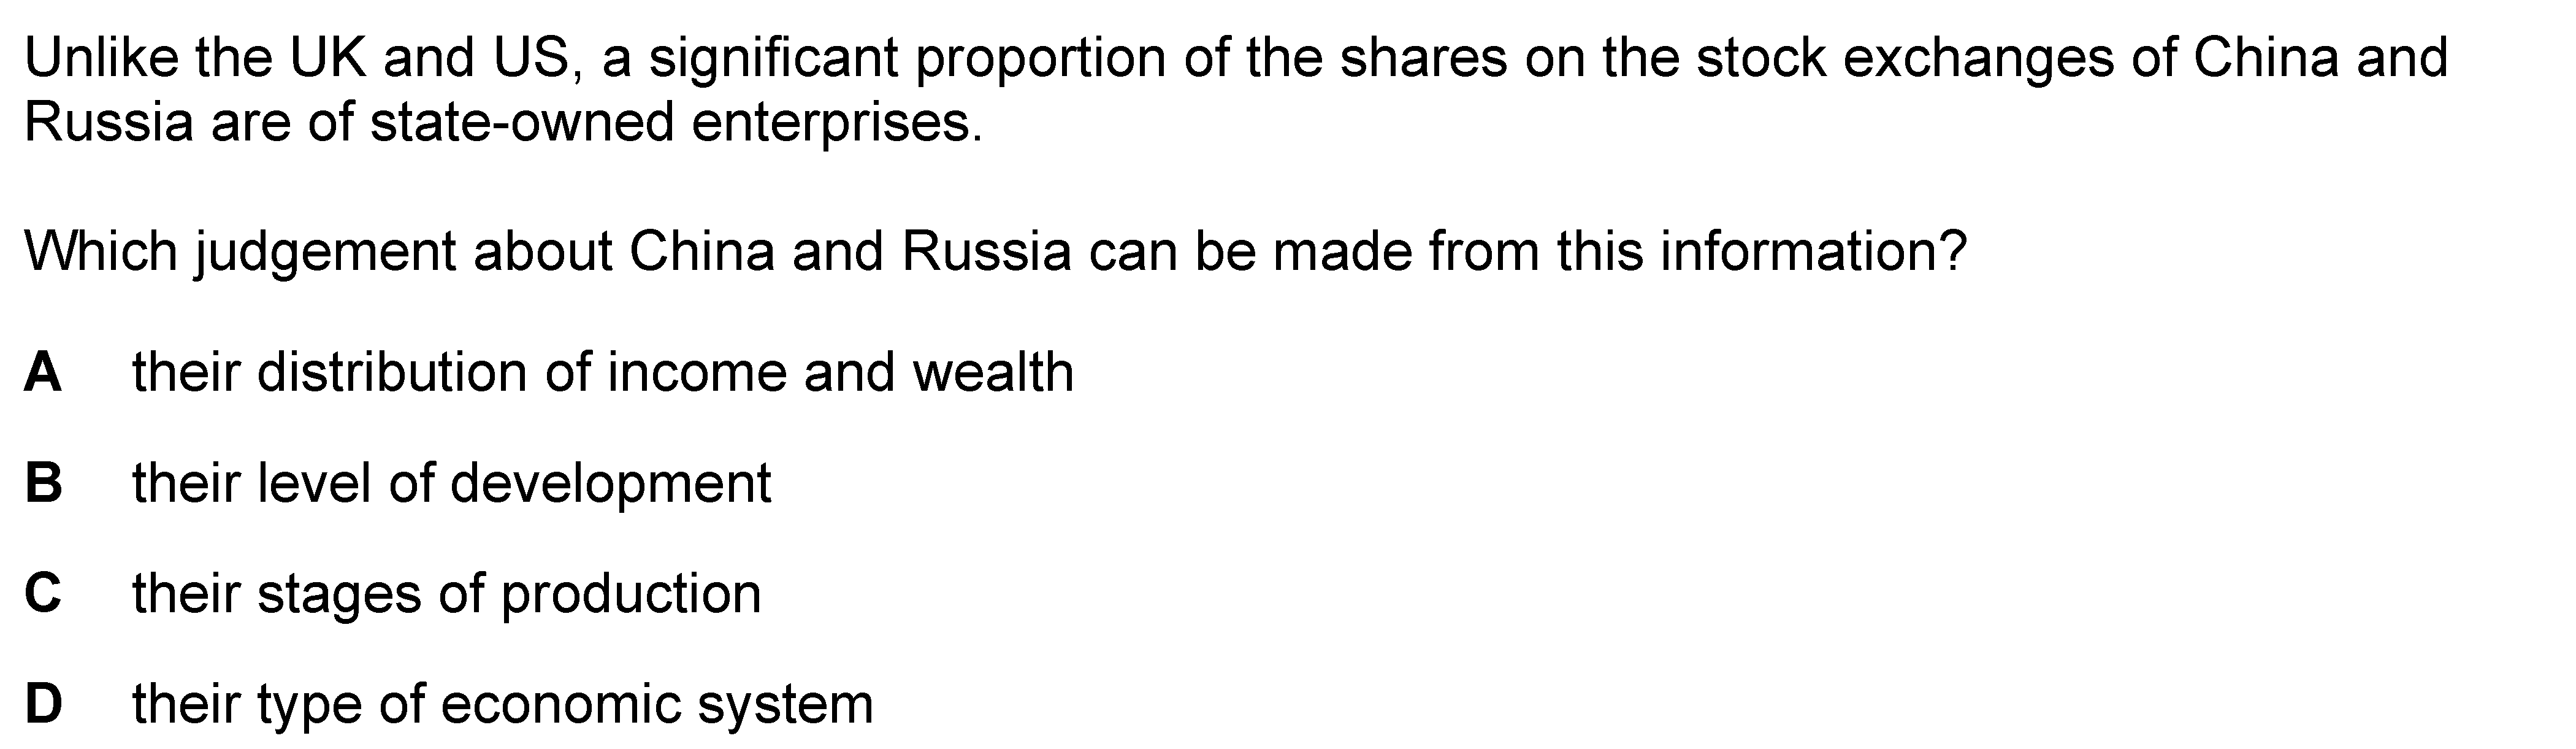 Unlike the UK and US, a significant proportion of the shares on the stock exchanges of China and
Russia are of state-owned enterprises.
Which judgement about China and Russia can be made from this information?
A their distribution of income and wealth
B their level of development
C their stages of production
D their type of economic system